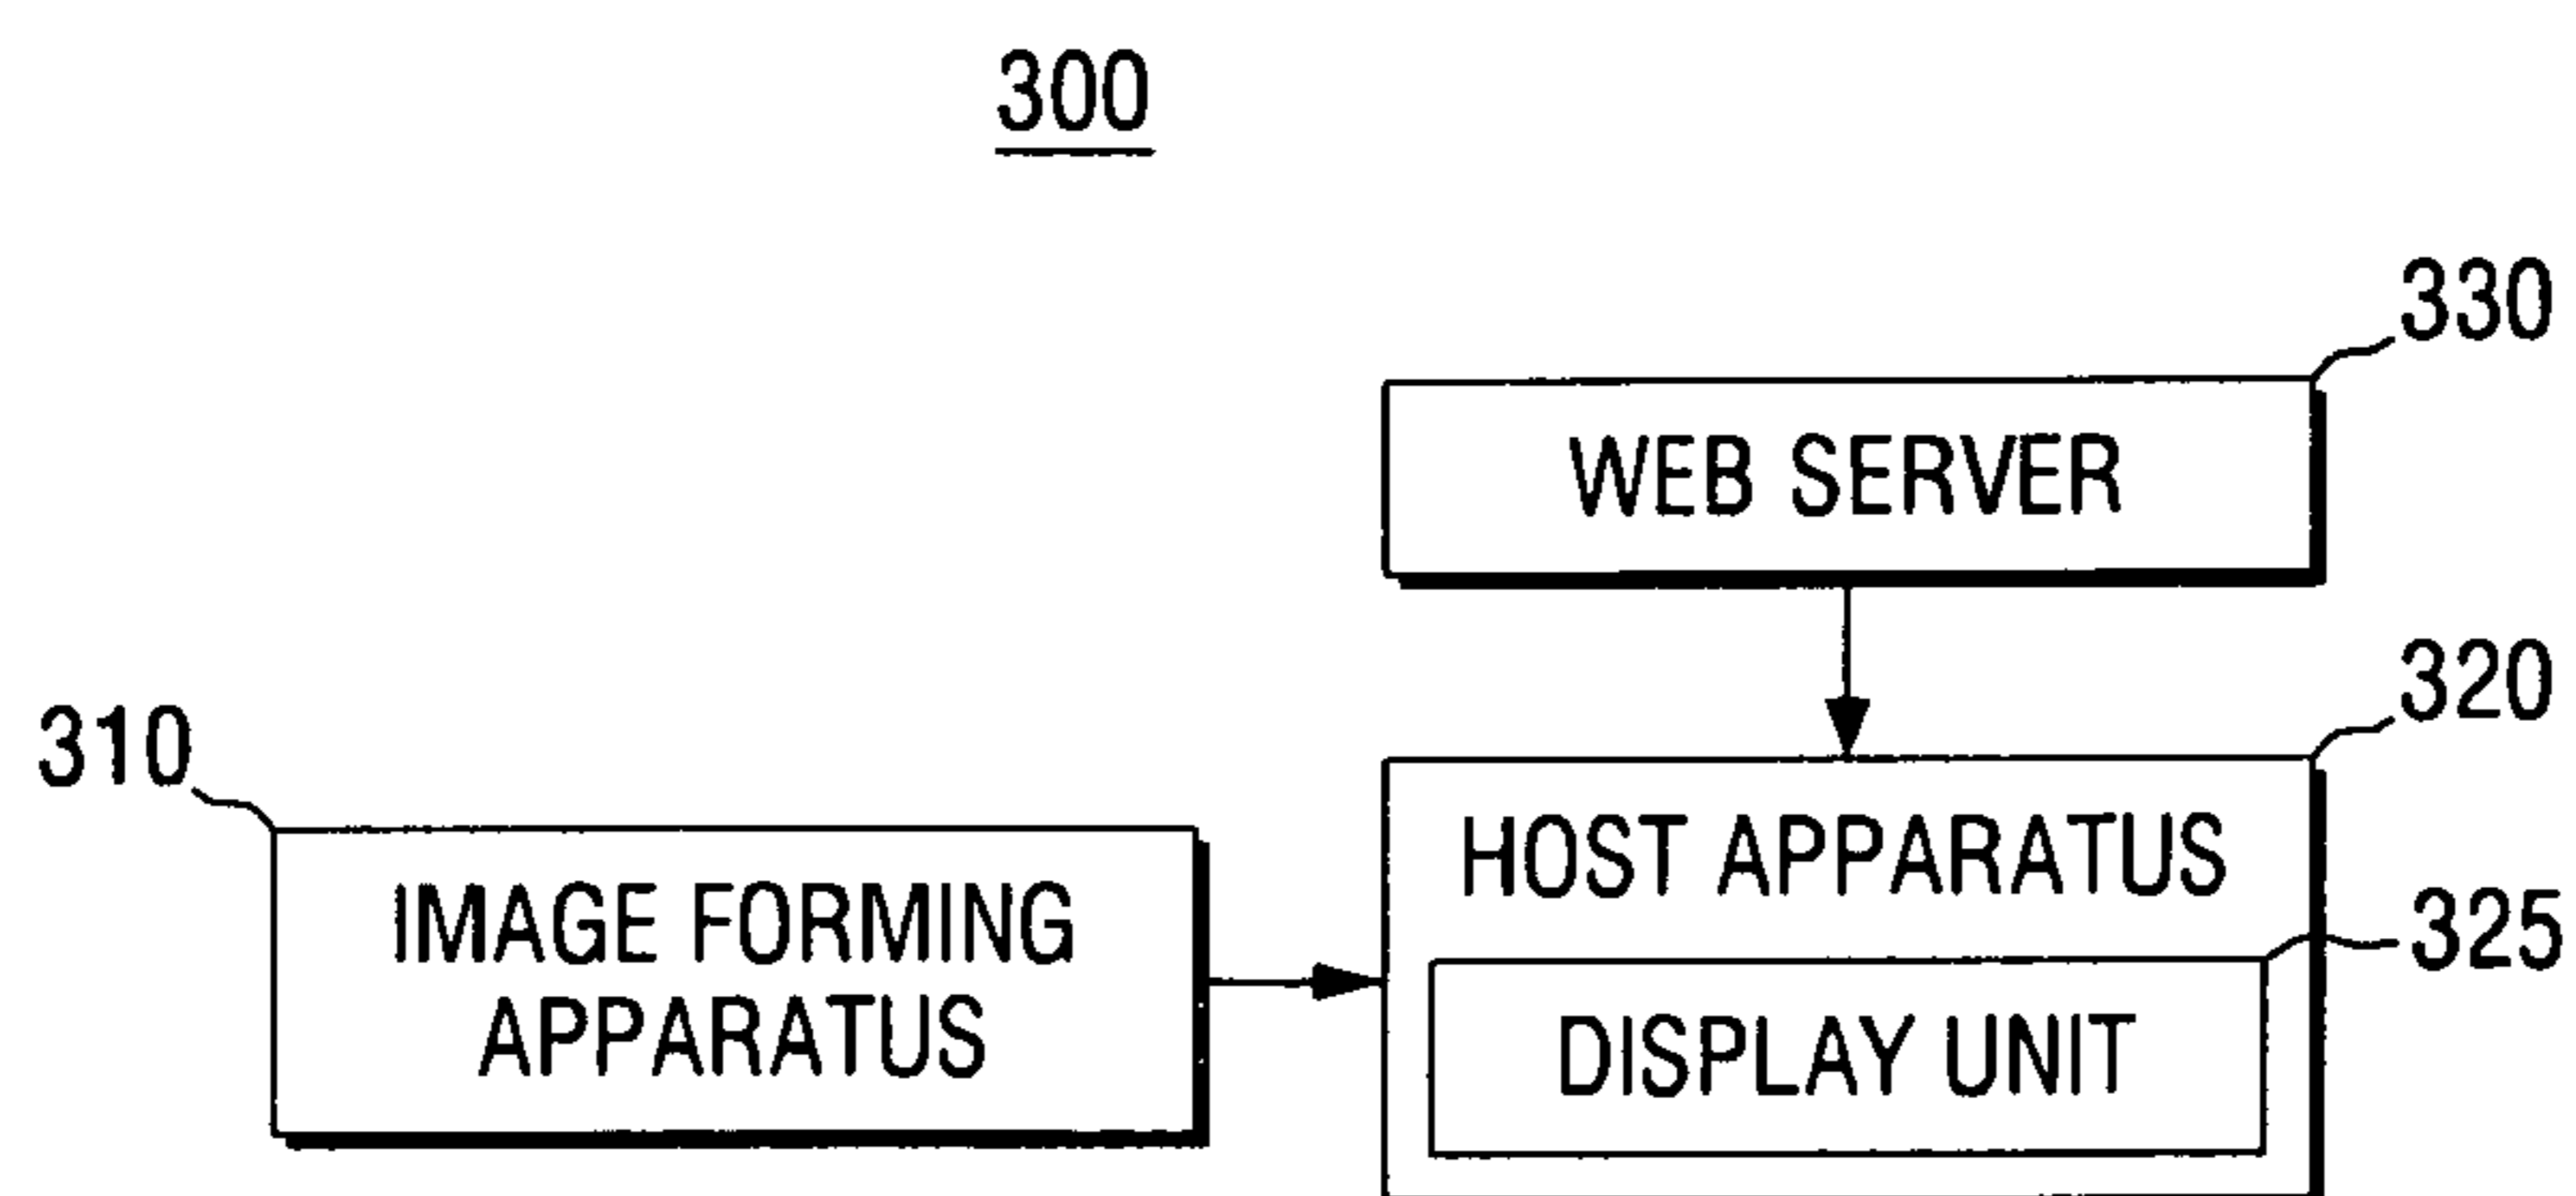 300
330
WEB SERVER
320
310
HOST APPARATUS
325
IMAGE FORMING
APPARATUS
DISPLAY UNIT